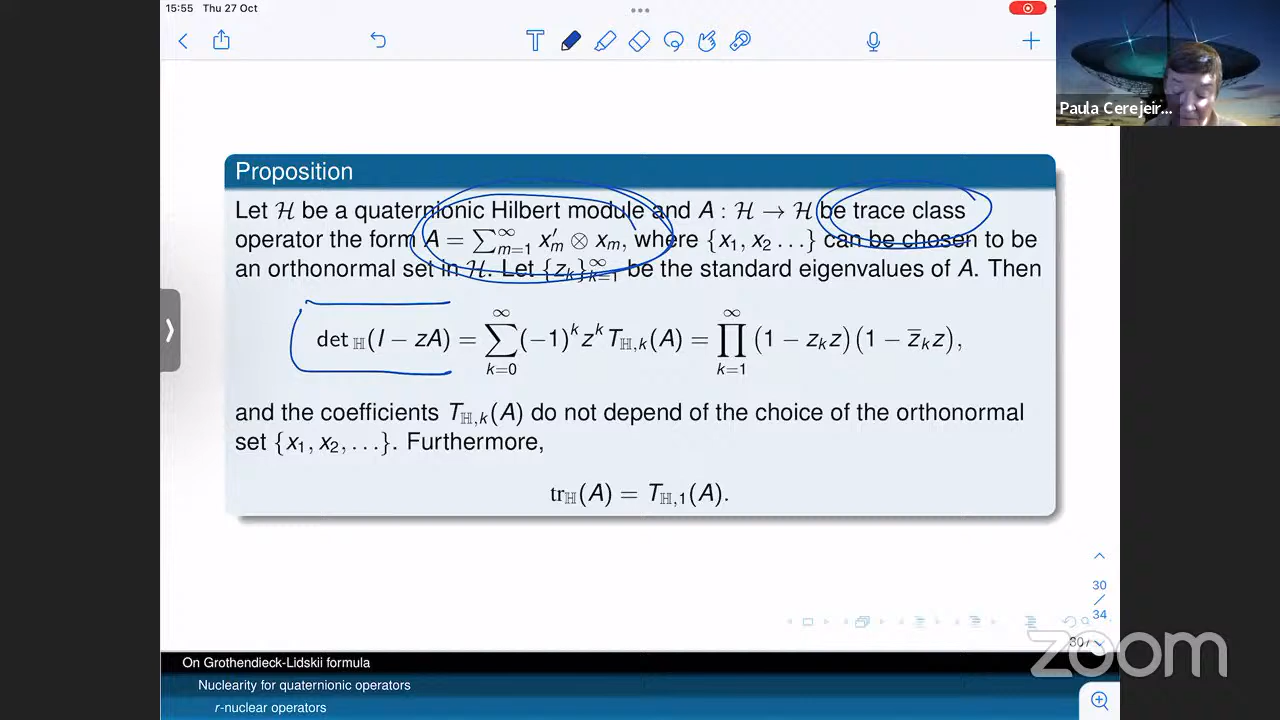 15:55 Thu 27 Oct
Paula Cerejeir...
Proposition
Let ℋ be a quaternionic Hilbert module and A : ℋ → ℋ be trace class
operator the form A = ∑_{m=1}^{∞} x′_m ⊗ x_m, where {x₁, x₂ …} can be chosen to be
an orthonormal set in ℋ. Let {z_k}_{k=1}^{∞} be the standard eigenvalues of A. Then
det_ℍ(I − zA) = ∑_{k=0}^{∞} (−1)^k z^k T_{ℍ,k}(A) = ∏_{k=1}^{∞} (1 − z_k z)(1 − z̅_k z),
and the coefficients T_{ℍ,k}(A) do not depend of the choice of the orthonormal
set {x₁, x₂, …}. Furthermore,
tr_ℍ(A) = T_{ℍ,1}(A).
30
/
34
zoom
On Grothendieck-Lidskii formula
Nuclearity for quaternionic operators
r-nuclear operators